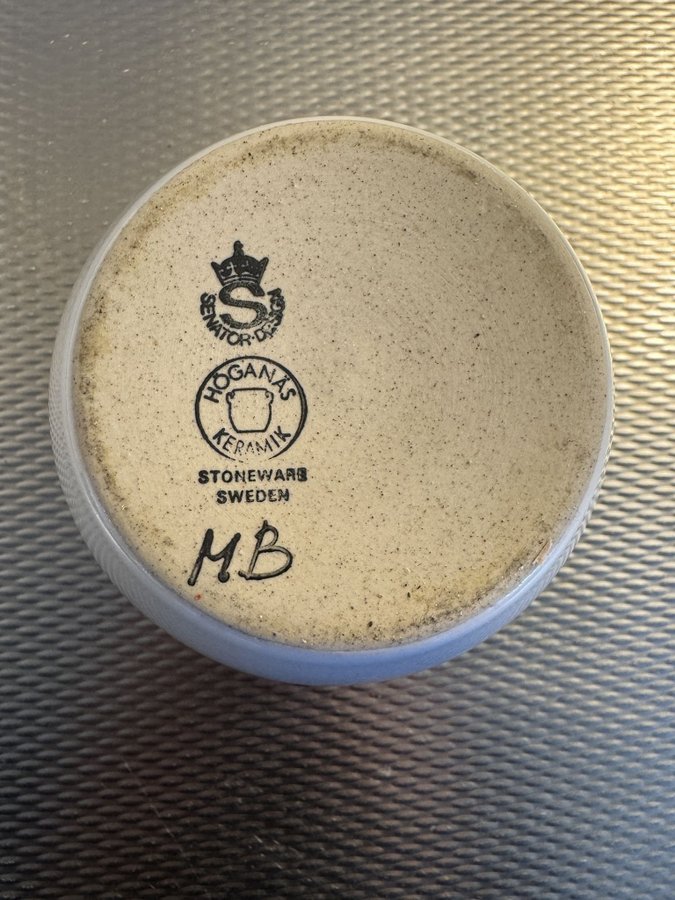 S
SENATOR·DESIGN
HÖGANÄS
KERAMIK
STONEWARE
SWEDEN
MB